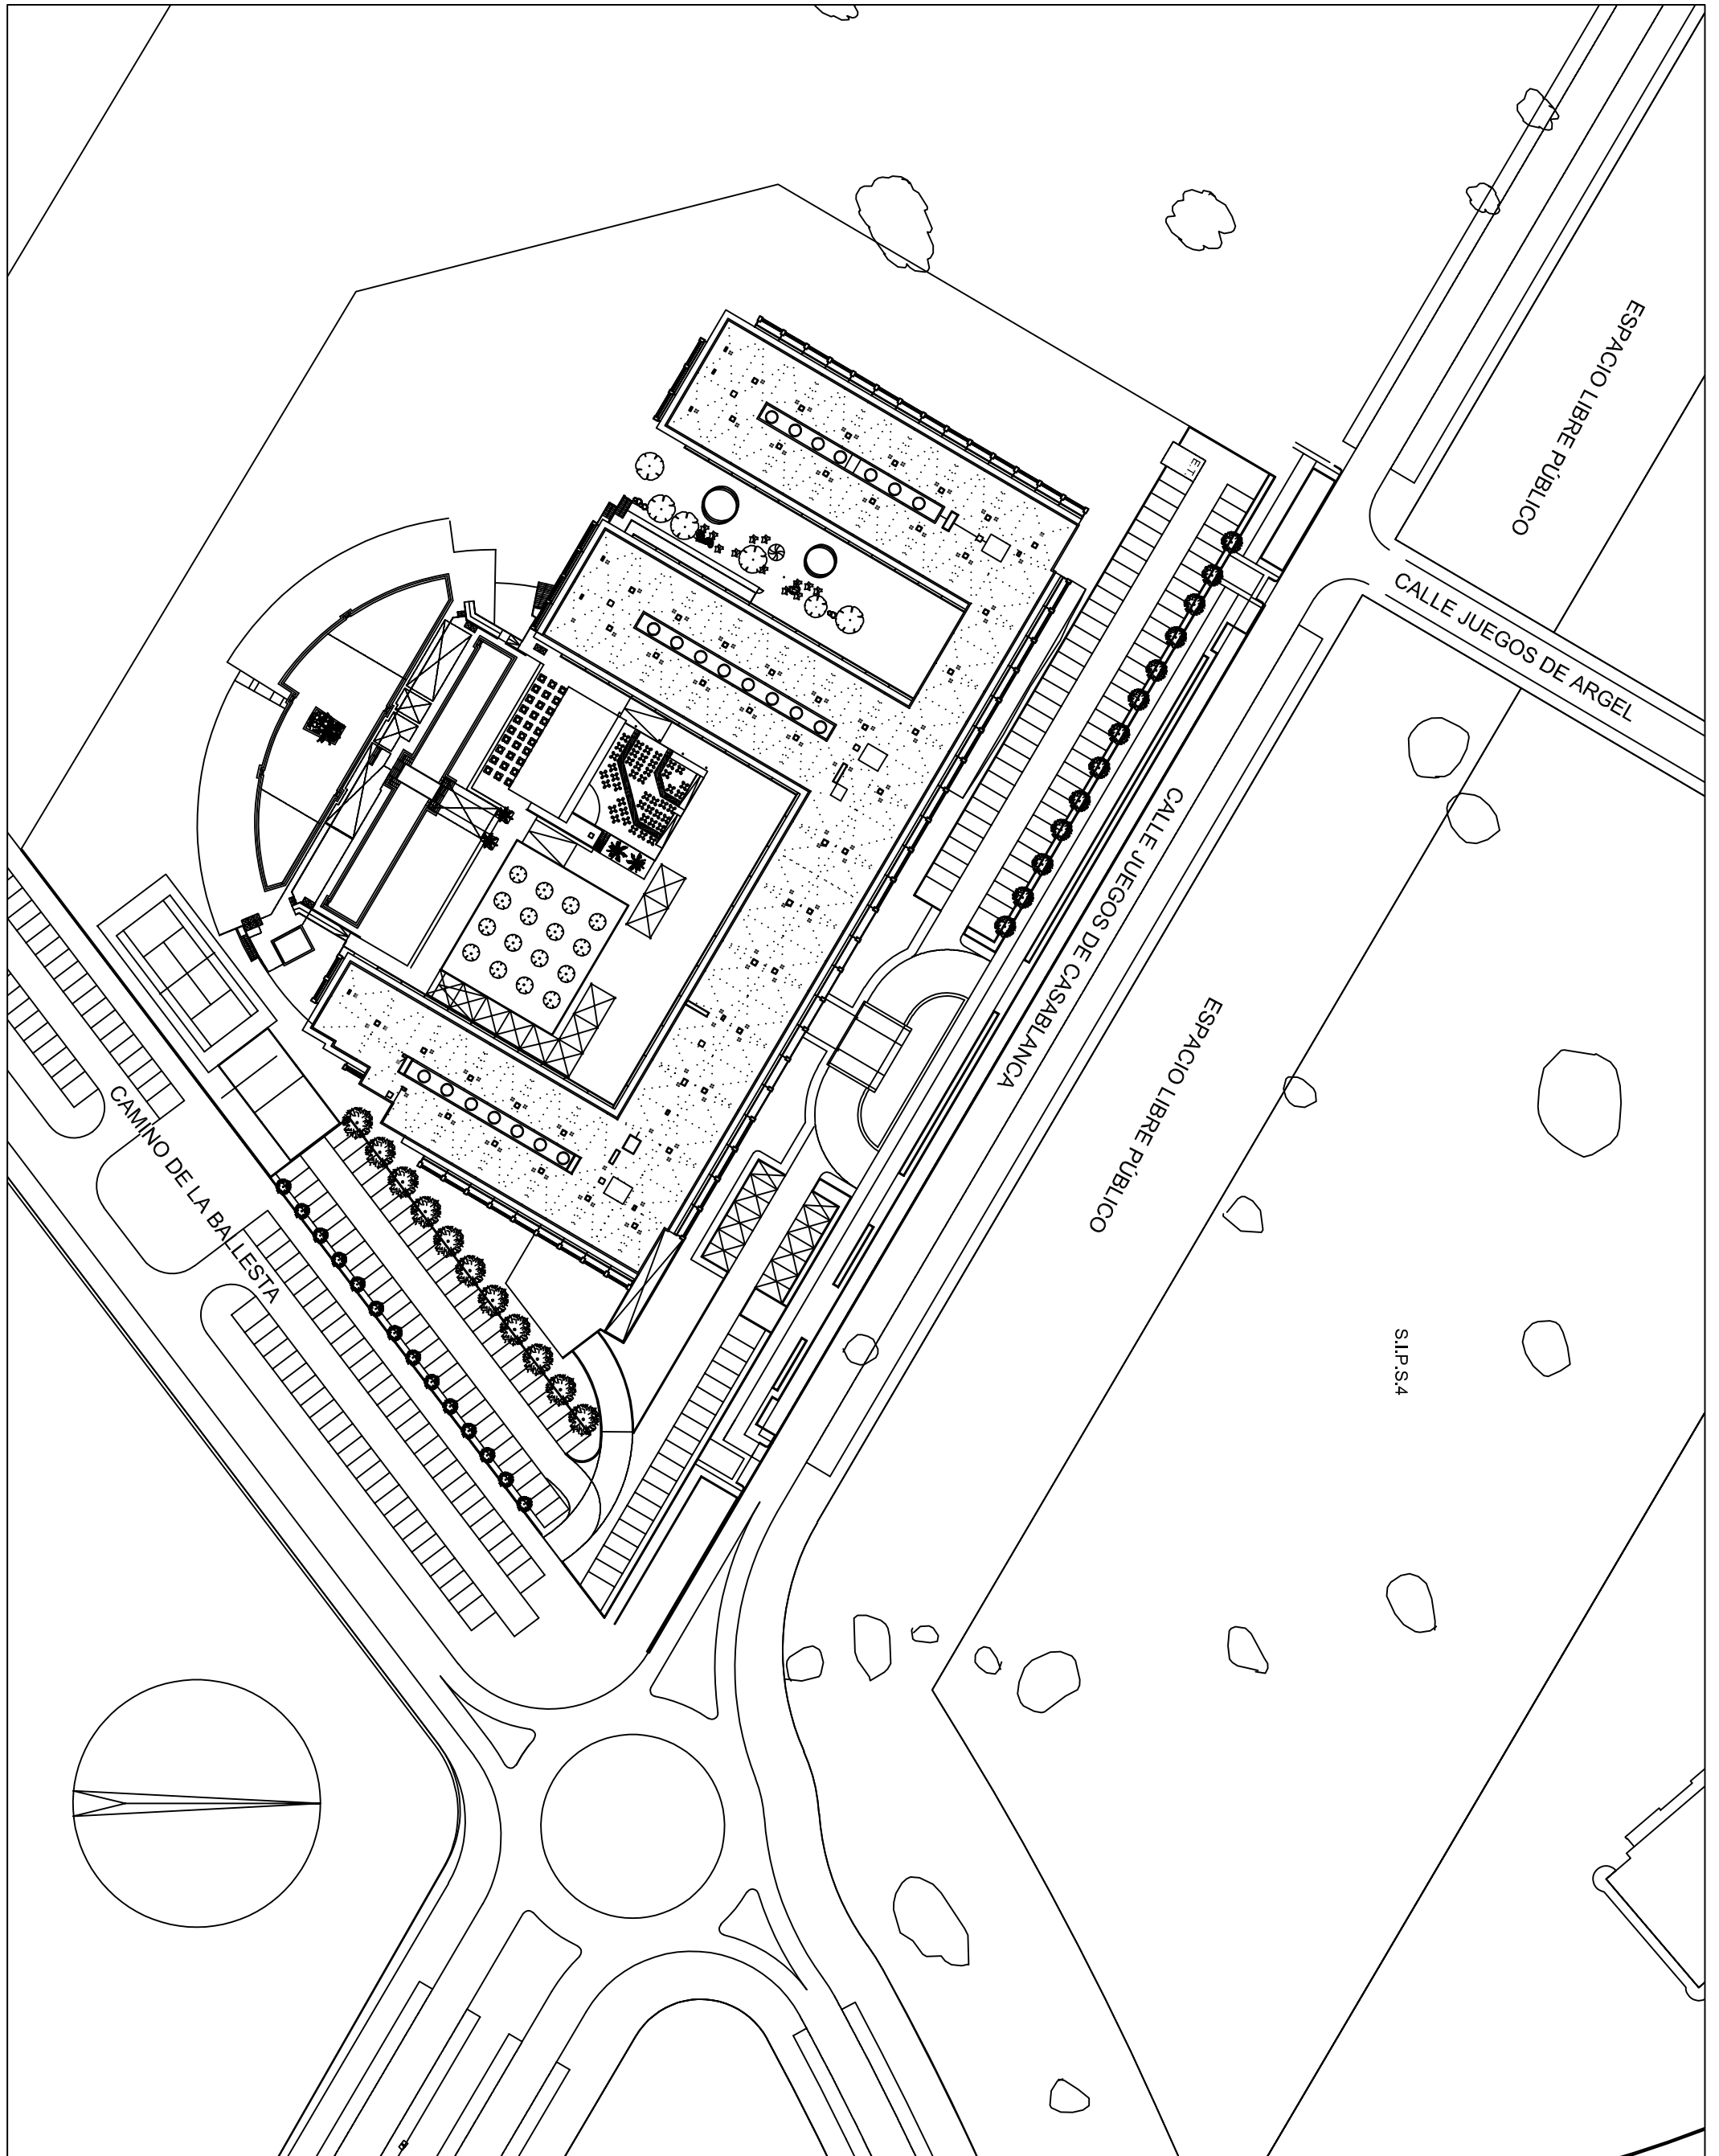 ESPACIO LIBRE PÚBLICO
E.T.
CALLE JUEGOS DE ARGEL
CALLE JUEGOS DE CASABLANCA
ESPACIO LIBRE PÚBLICO
CAMINO DE LA BALLESTA
S.I.P.S.4